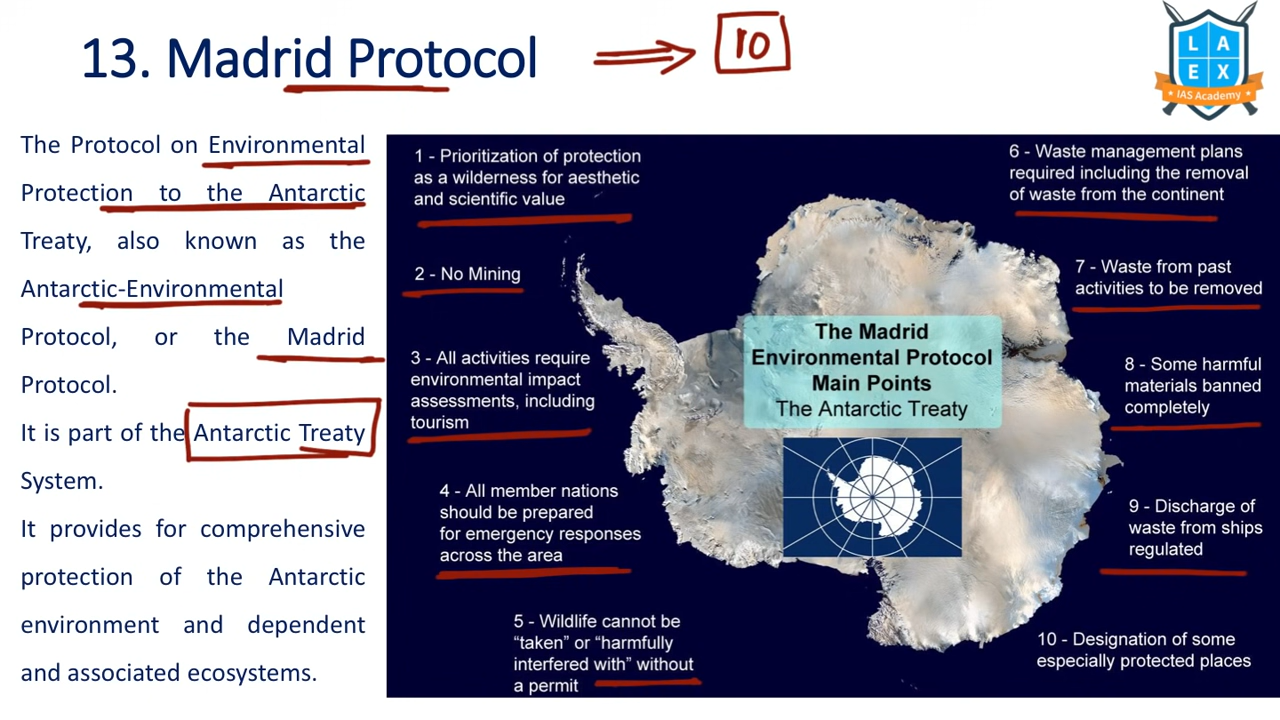 13. Madrid Protocol
10
L A
E X
IAS Academy
The Protocol on Environmental
Protection to the Antarctic
Treaty, also known as the
Antarctic-Environmental
Protocol, or the Madrid
Protocol.
It is part of the Antarctic Treaty
System.
It provides for comprehensive
protection of the Antarctic
environment and dependent
and associated ecosystems.
1 - Prioritization of protection
as a wilderness for aesthetic
and scientific value
2 - No Mining
3 - All activities require
environmental impact
assessments, including
tourism
4 - All member nations
should be prepared
for emergency responses
across the area
5 - Wildlife cannot be
“taken” or “harmfully
interfered with” without
a permit
The Madrid
Environmental Protocol
Main Points
The Antarctic Treaty
6 - Waste management plans
required including the removal
of waste from the continent
7 - Waste from past
activities to be removed
8 - Some harmful
materials banned
completely
9 - Discharge of
waste from ships
regulated
10 - Designation of some
especially protected places